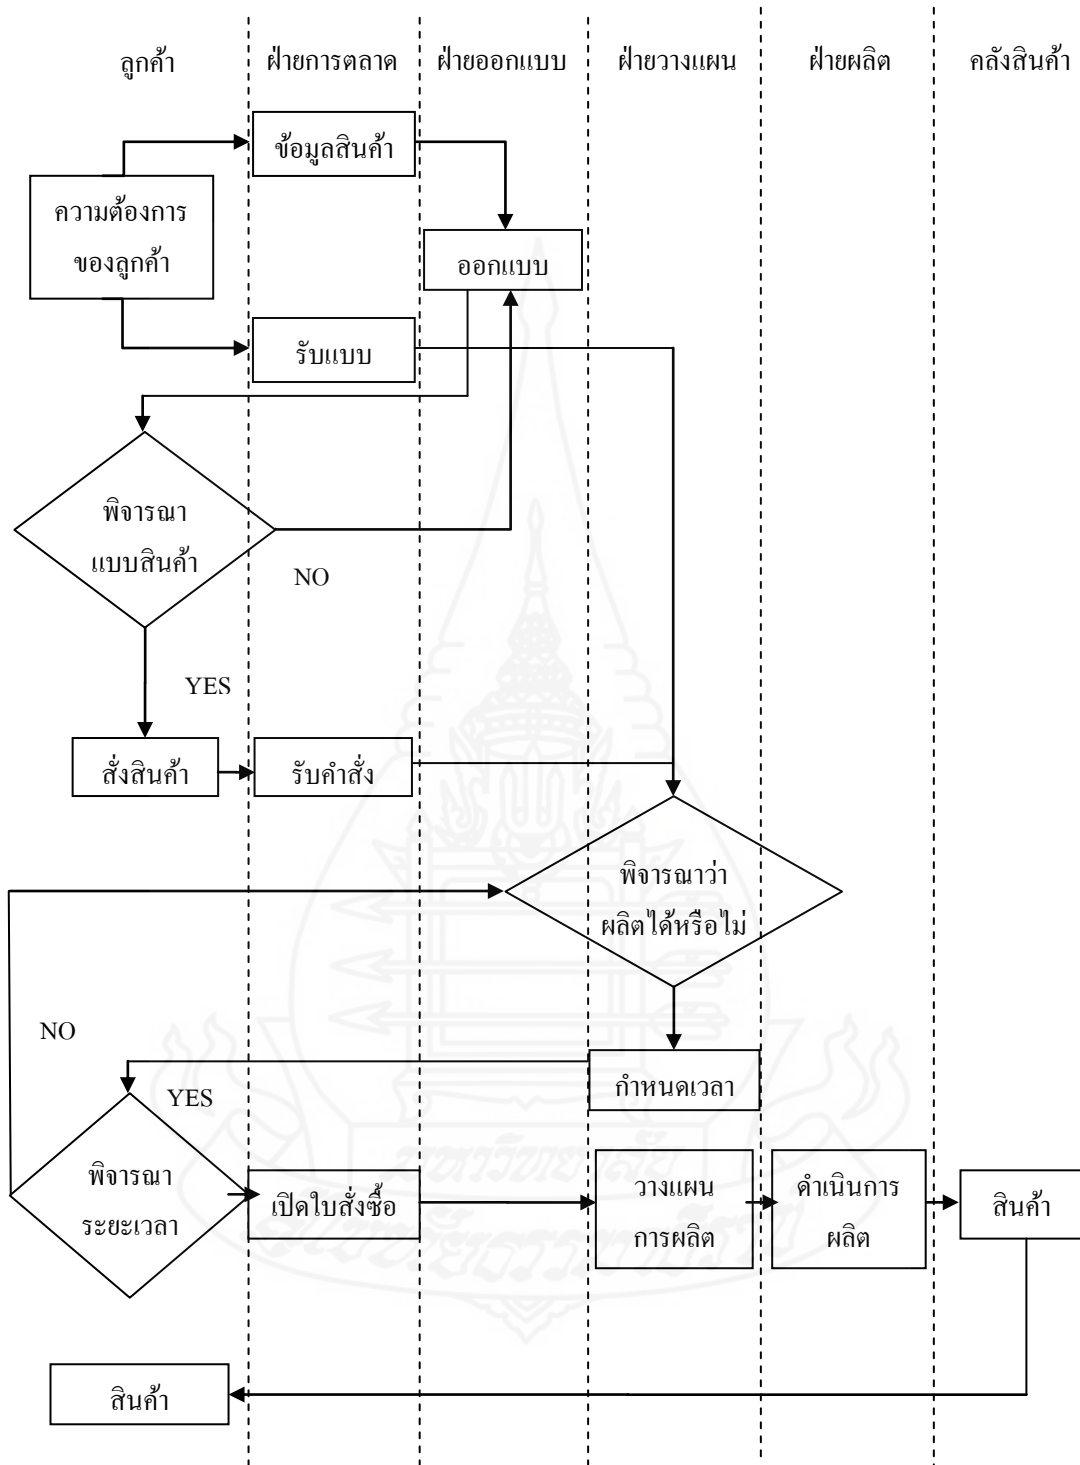 ลูกค้า
ฝ่ายการตลาด
ฝ่ายออกแบบ
ฝ่ายวางแผน
ฝ่ายผลิต
คลังสินค้า
ข้อมูลสินค้า
ความต้องการ
ของลูกค้า
ออกแบบ
รับแบบ
พิจารณา
แบบสินค้า
NO
YES
สั่งสินค้า
รับคำสั่ง
พิจารณาว่า
ผลิตได้หรือไม่
NO
กำหนดเวลา
YES
พิจารณา
ระยะเวลา
เปิดใบสั่งซื้อ
วางแผน
การผลิต
ดำเนินการ
ผลิต
สินค้า
สินค้า